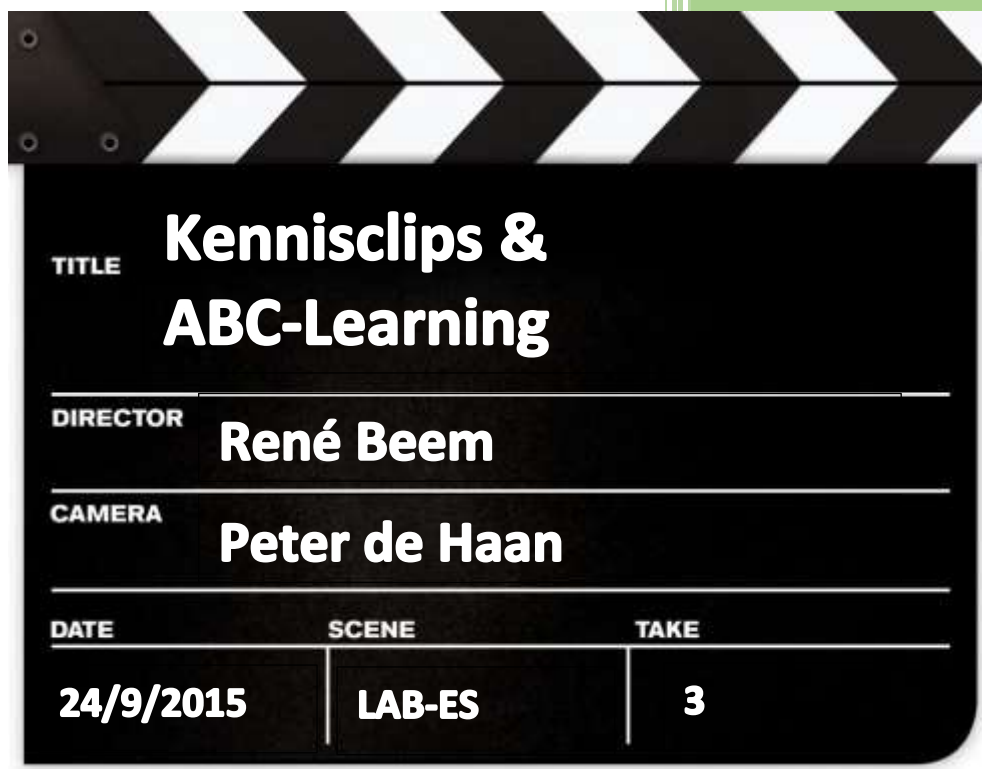 TITLE
Kennisclips &
ABC-Learning
DIRECTOR
René Beem
CAMERA
Peter de Haan
DATE
SCENE
TAKE
24/9/2015
LAB-ES
3